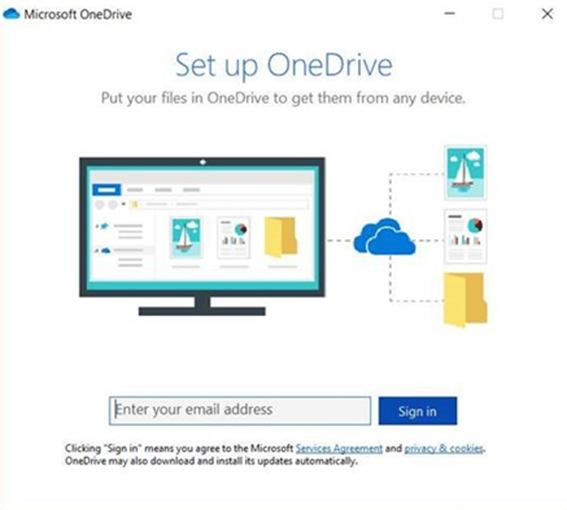 Microsoft OneDrive
Set up OneDrive
Put your files in OneDrive to get them from any device.
Enter your email address
Sign in
Clicking "Sign in" means you agree to the Microsoft Services Agreement and privacy & cookies.
OneDrive may also download and install its updates automatically.